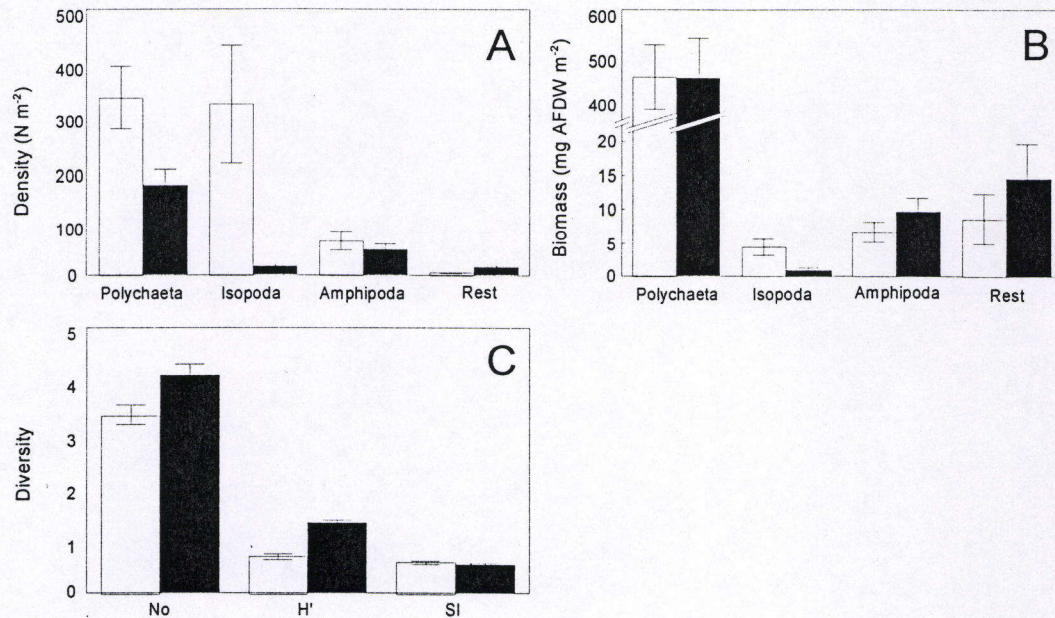 A
Density (N m⁻²)
500
400
300
200
100
0
Polychaeta Isopoda Amphipoda Rest
B
Biomass (mg AFDW m⁻²)
600
500
400
20
15
10
5
0
Polychaeta Isopoda Amphipoda Rest
C
Diversity
5
4
3
2
1
0
No H' SI